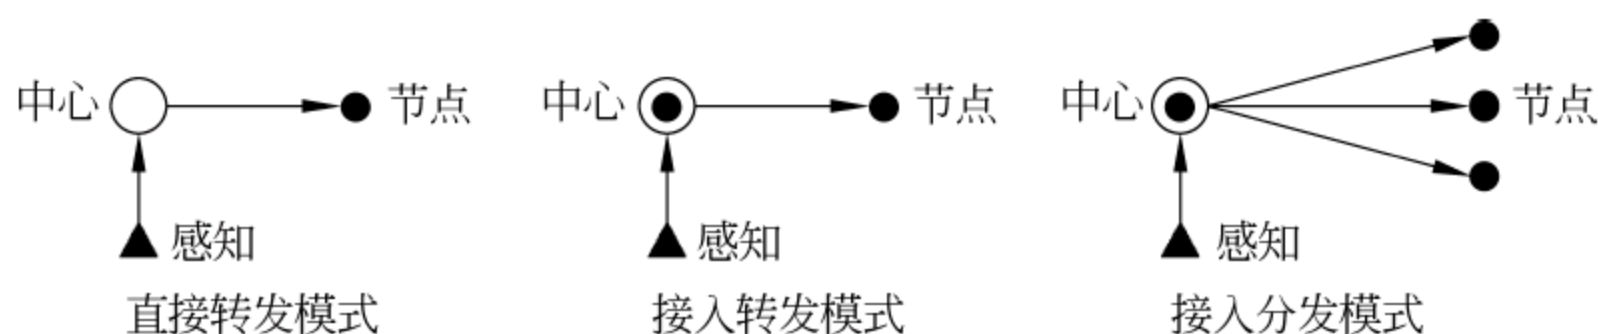 中心 节点 中心 节点 中心 节点
感知 感知 感知
直接转发模式 接入转发模式 接入分发模式